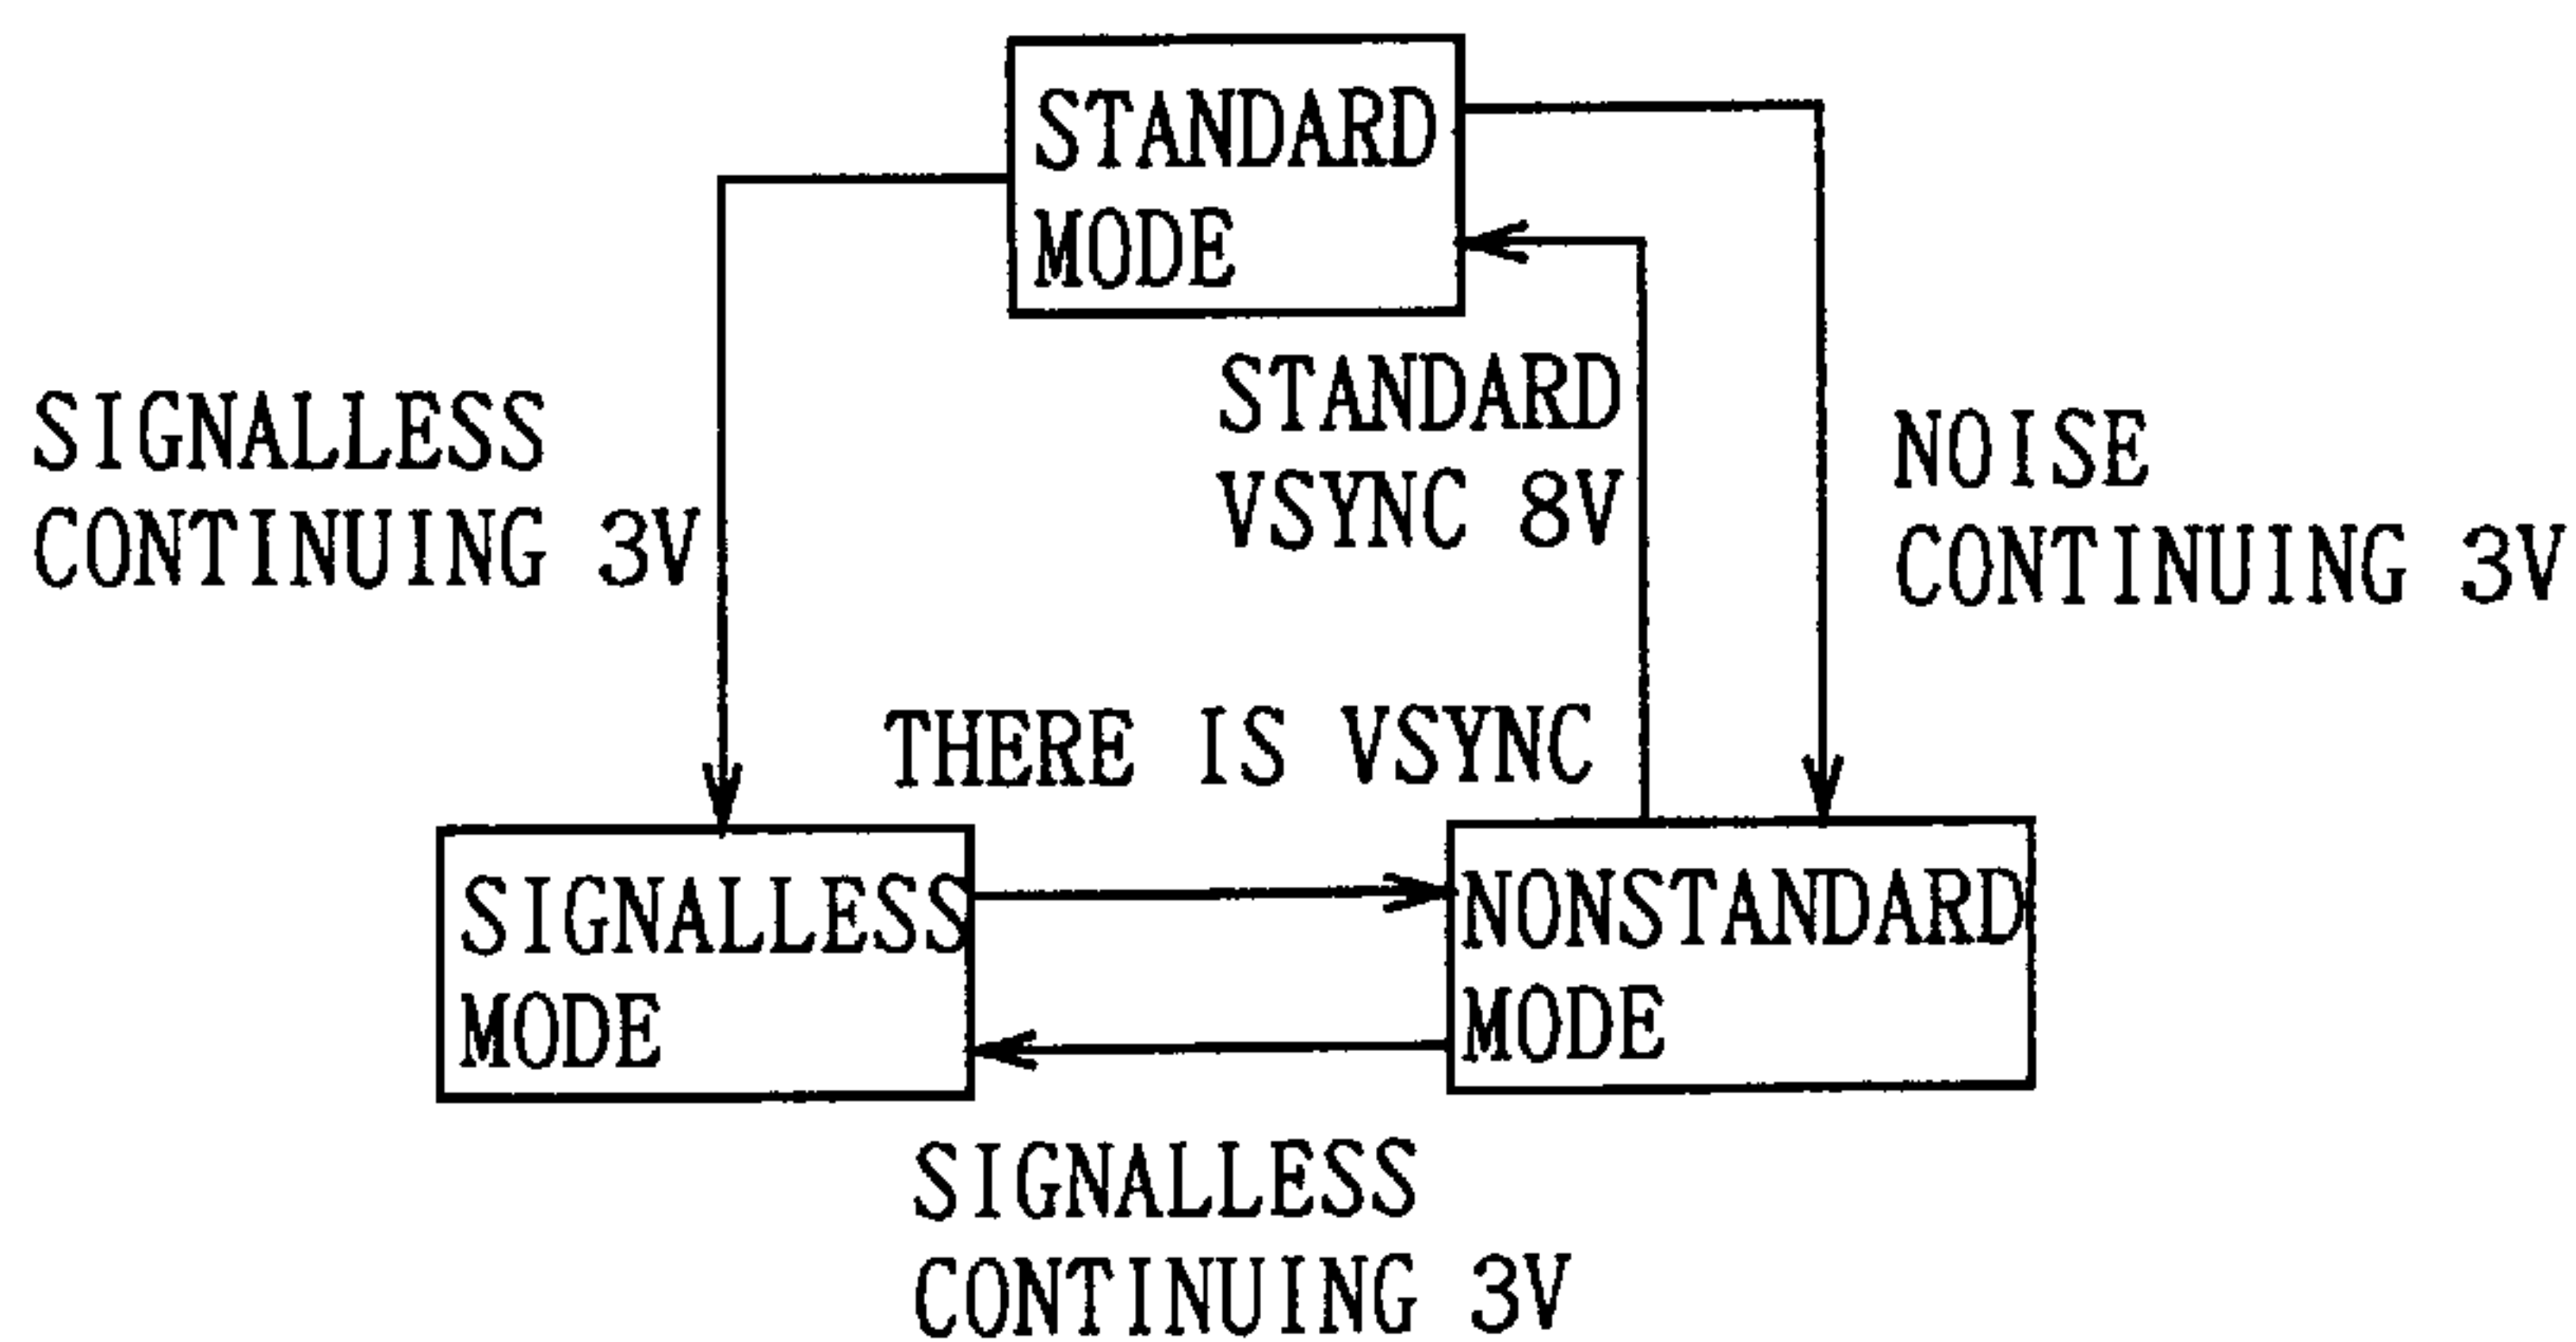 STANDARD
MODE
SIGNALLESS
CONTINUING 3V
STANDARD
VSYNC 8V
NOISE
CONTINUING 3V
THERE IS VSYNC
SIGNALLESS
MODE
NONSTANDARD
MODE
SIGNALLESS
CONTINUING 3V